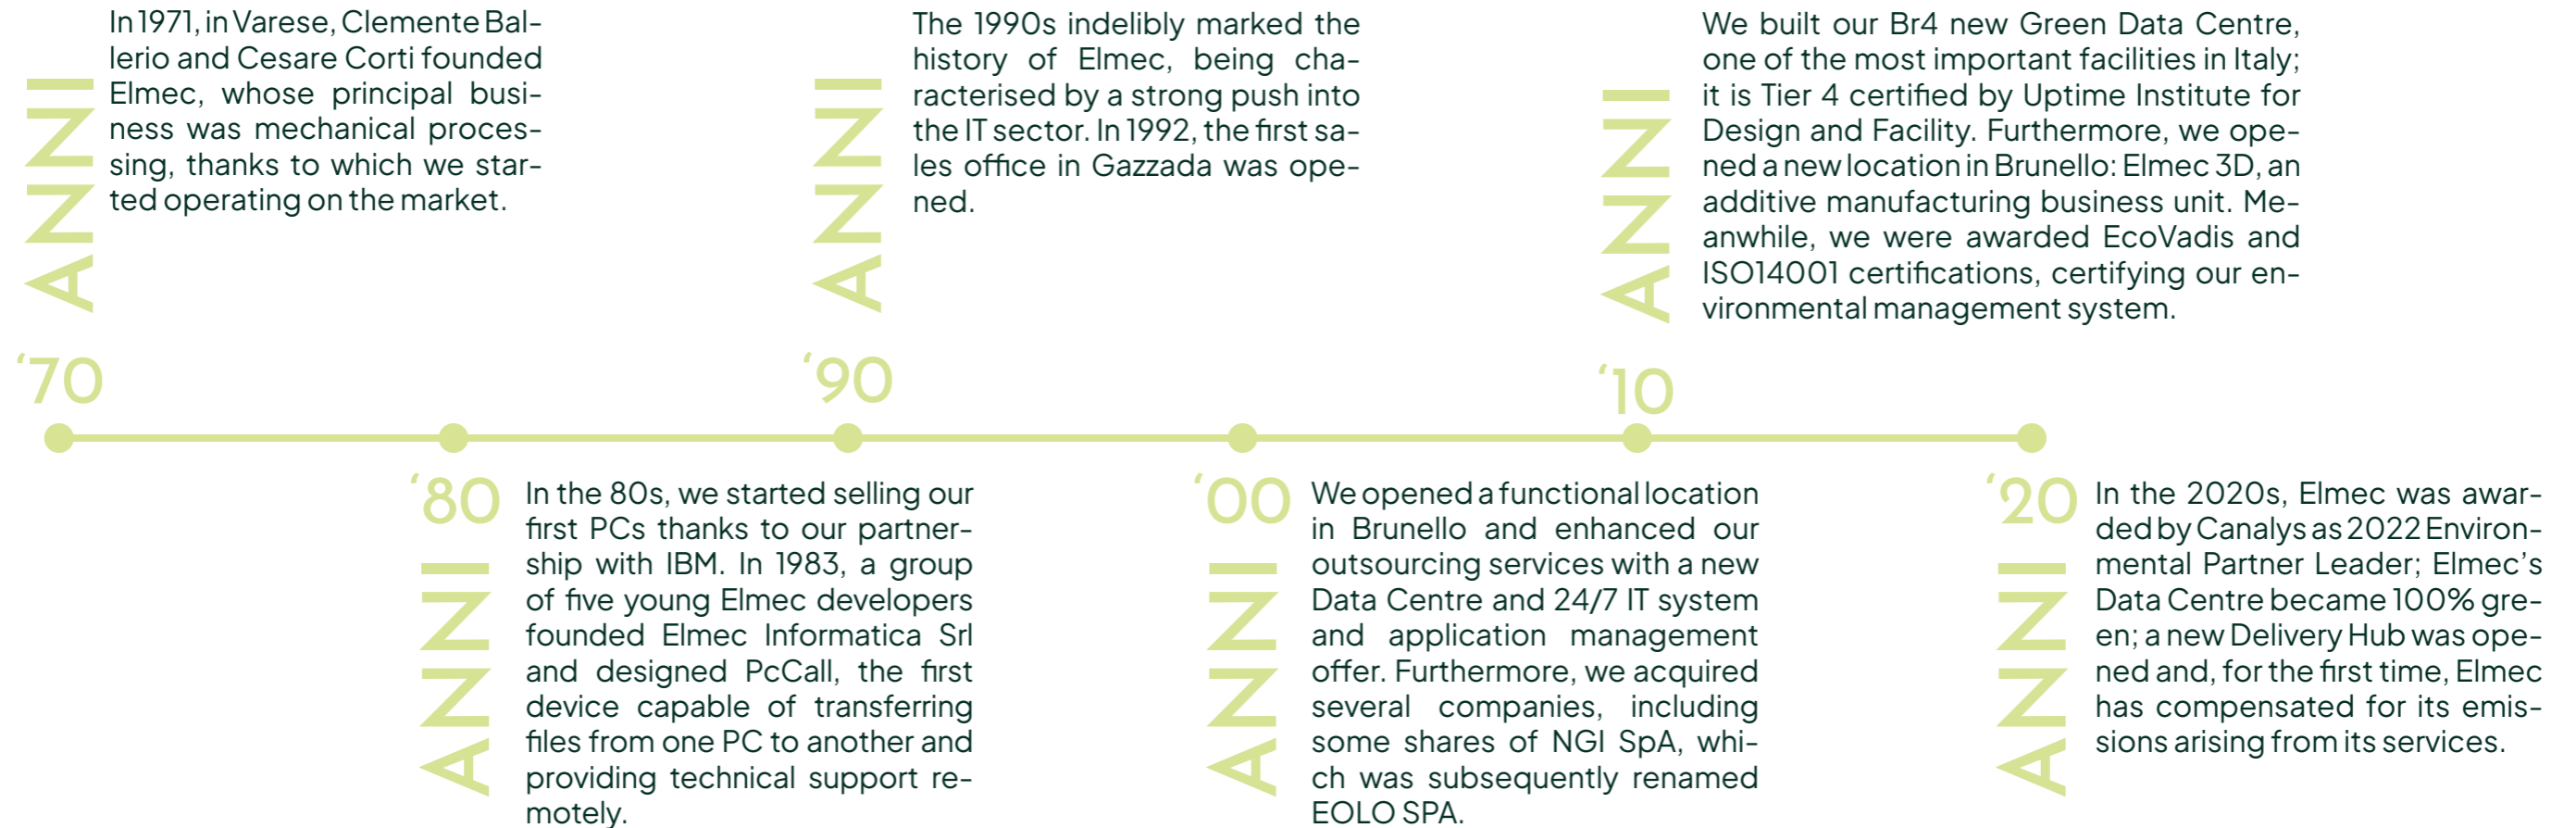 ANNI
‘70
In 1971, in Varese, Clemente Bal-
lerio and Cesare Corti founded
Elmec, whose principal busi-
ness was mechanical proces-
sing, thanks to which we star-
ted operating on the market.
‘80
ANNI
In the 80s, we started selling our
first PCs thanks to our partner-
ship with IBM. In 1983, a group
of five young Elmec developers
founded Elmec Informatica Srl
and designed PcCall, the first
device capable of transferring
files from one PC to another and
providing technical support re-
motely.
ANNI
‘90
The 1990s indelibly marked the
history of Elmec, being cha-
racterised by a strong push into
the IT sector. In 1992, the first sa-
les office in Gazzada was ope-
ned.
‘00
ANNI
We opened a functional location
in Brunello and enhanced our
outsourcing services with a new
Data Centre and 24/7 IT system
and application management
offer. Furthermore, we acquired
several companies, including
some shares of NGI SpA, whi-
ch was subsequently renamed
EOLO SPA.
ANNI
‘10
We built our Br4 new Green Data Centre,
one of the most important facilities in Italy;
it is Tier 4 certified by Uptime Institute for
Design and Facility. Furthermore, we ope-
ned a new location in Brunello: Elmec 3D, an
additive manufacturing business unit. Me-
anwhile, we were awarded EcoVadis and
ISO14001 certifications, certifying our en-
vironmental management system.
‘20
ANNI
In the 2020s, Elmec was awar-
ded by Canalys as 2022 Environ-
mental Partner Leader; Elmec’s
Data Centre became 100% gre-
en; a new Delivery Hub was ope-
ned and, for the first time, Elmec
has compensated for its emis-
sions arising from its services.